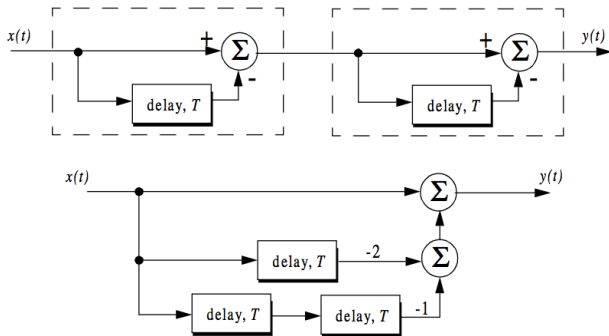 x(t) + Σ - delay, T + Σ - delay, T y(t)
x(t) Σ y(t)
delay, T -2 Σ
delay, T delay, T -1